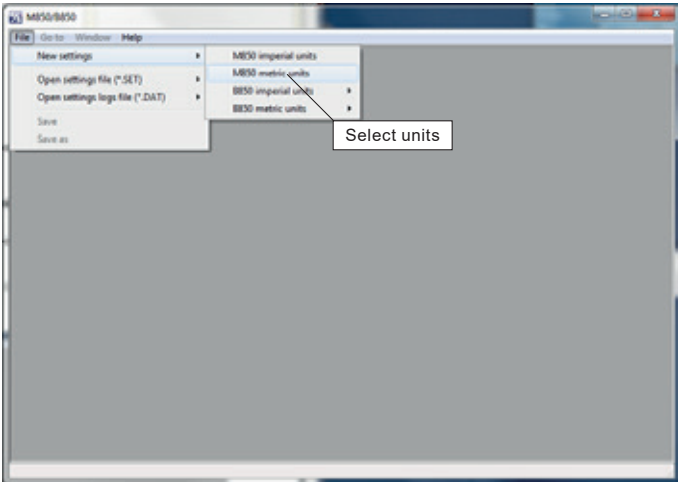 M850/B850
File Go to Window Help
New settings
Open settings file (*.SET)
Open settings logs file (*.DAT)
Save
Save as
M850 imperial units
M850 metric units
B850 imperial units
B850 metric units
Select units